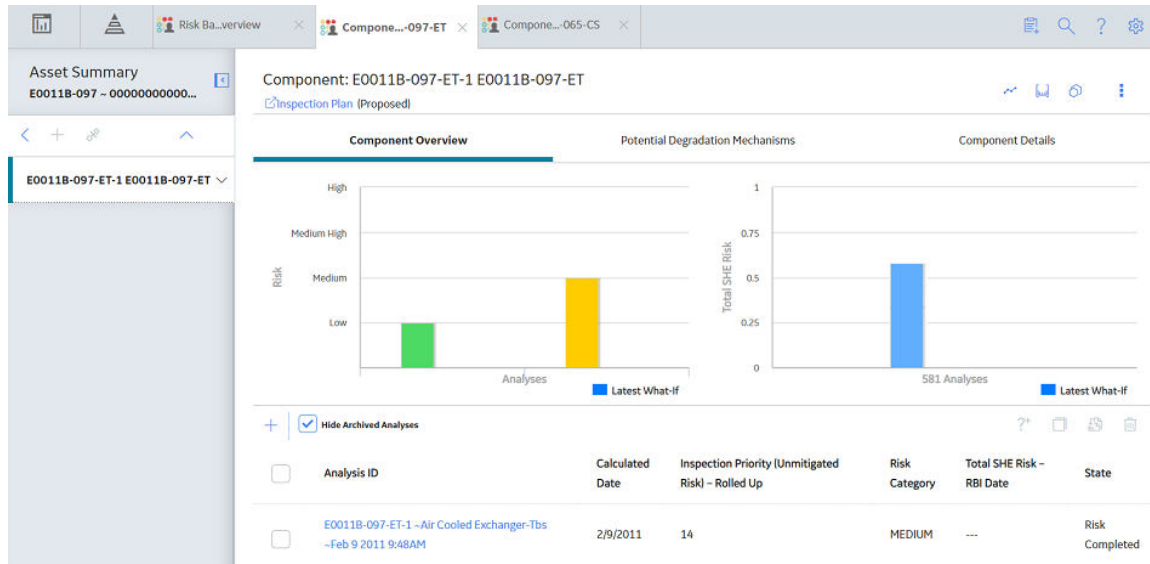 Risk Ba...verview
Compone...-097-ET
Compone...-065-CS
Asset Summary
E0011B-097 ~ 00000000000...
E0011B-097-ET-1 E0011B-097-ET
Component: E0011B-097-ET-1 E0011B-097-ET
Inspection Plan (Proposed)
Component Overview
Potential Degradation Mechanisms
Component Details
Risk
High
Medium High
Medium
Low
Analyses
Latest What-If
Total SHE Risk
1
0.75
0.5
0.25
0
581 Analyses
Latest What-If
Hide Archived Analyses
Analysis ID
Calculated
Date
Inspection Priority (Unmitigated
Risk) – Rolled Up
Risk
Category
Total SHE Risk –
RBI Date
State
E0011B-097-ET-1 ~Air Cooled Exchanger-Tbs
~Feb 9 2011 9:48AM
2/9/2011
14
MEDIUM
---
Risk
Completed